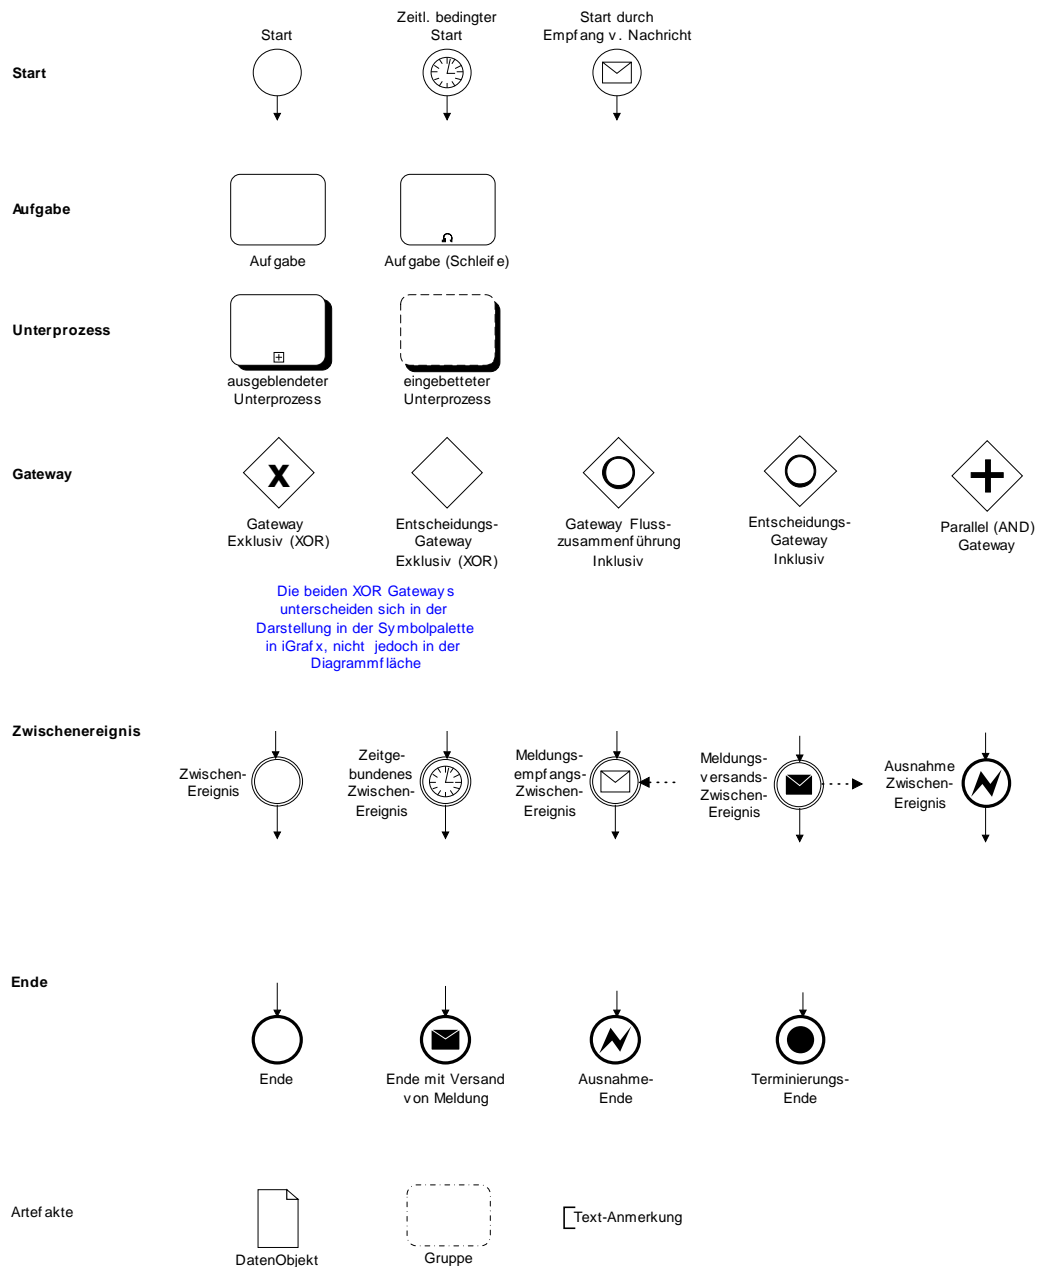 Start
Start
Zeitl. bedingter
Start
Start durch
Empfang v. Nachricht
Aufgabe
Aufgabe
Aufgabe (Schleife)
Unterprozess
ausgeblendeter
Unterprozess
eingebetteter
Unterprozess
Gateway
X
Gateway
Exklusiv (XOR)
Entscheidungs-
Gateway
Exklusiv (XOR)
Gateway Fluss-
zusammenführung
Inklusiv
Entscheidungs-
Gateway
Inklusiv
Parallel (AND)
Gateway
Die beiden XOR Gateways
unterscheiden sich in der
Darstellung in der Symbolpalette
in iGrafx, nicht jedoch in der
Diagrammfläche
Zwischenereignis
Zwischen-
Ereignis
Zeitge-
bundenes
Zwischen-
Ereignis
Meldungs-
empfangs-
Zwischen-
Ereignis
Meldungs-
versands-
Zwischen-
Ereignis
Ausnahme
Zwischen-
Ereignis
Ende
Ende
Ende mit Versand
von Meldung
Ausnahme-
Ende
Terminierungs-
Ende
Artefakte
DatenObjekt
Gruppe
Text-Anmerkung